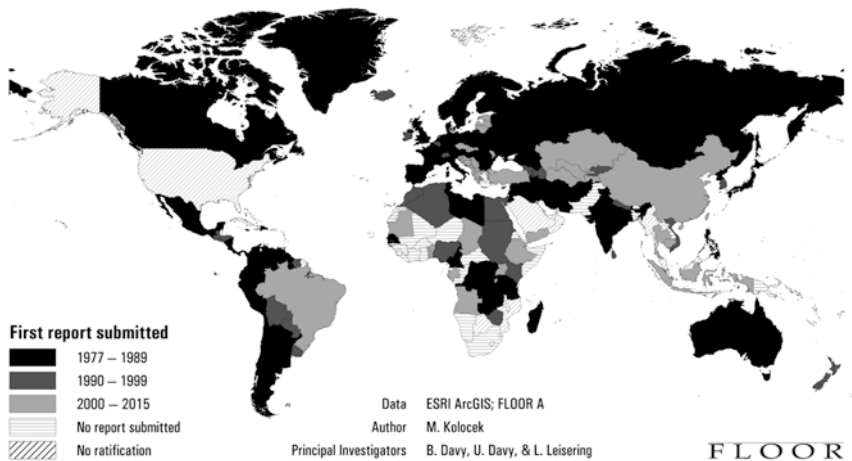 First report submitted
1977 – 1989
1990 – 1999
2000 – 2015
No report submitted
No ratification
Data ESRI ArcGIS; FLOOR A
Author M. Kolocek
Principal Investigators B. Davy, U. Davy, & L. Leisering
FLOOR